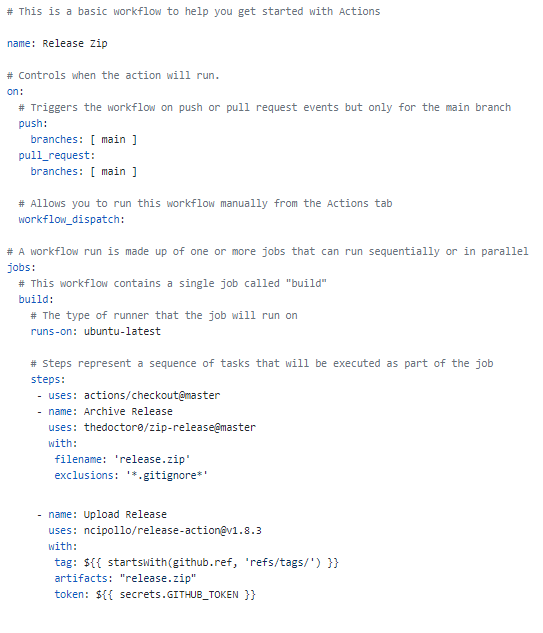 # This is a basic workflow to help you get started with Actions
name: Release Zip
# Controls when the action will run.
on:
  # Triggers the workflow on push or pull request events but only for the main branch
  push:
    branches: [ main ]
  pull_request:
    branches: [ main ]
  # Allows you to run this workflow manually from the Actions tab
  workflow_dispatch:
# A workflow run is made up of one or more jobs that can run sequentially or in parallel
jobs:
  # This workflow contains a single job called "build"
  build:
    # The type of runner that the job will run on
    runs-on: ubuntu-latest
    # Steps represent a sequence of tasks that will be executed as part of the job
    steps:
     - uses: actions/checkout@master
     - name: Archive Release
       uses: thedoctor0/zip-release@master
       with:
        filename: 'release.zip'
        exclusions: '*.gitignore*'
     - name: Upload Release
       uses: ncipollo/release-action@v1.8.3
       with:
        tag: ${{ startsWith(github.ref, 'refs/tags/') }}
        artifacts: "release.zip"
        token: ${{ secrets.GITHUB_TOKEN }}